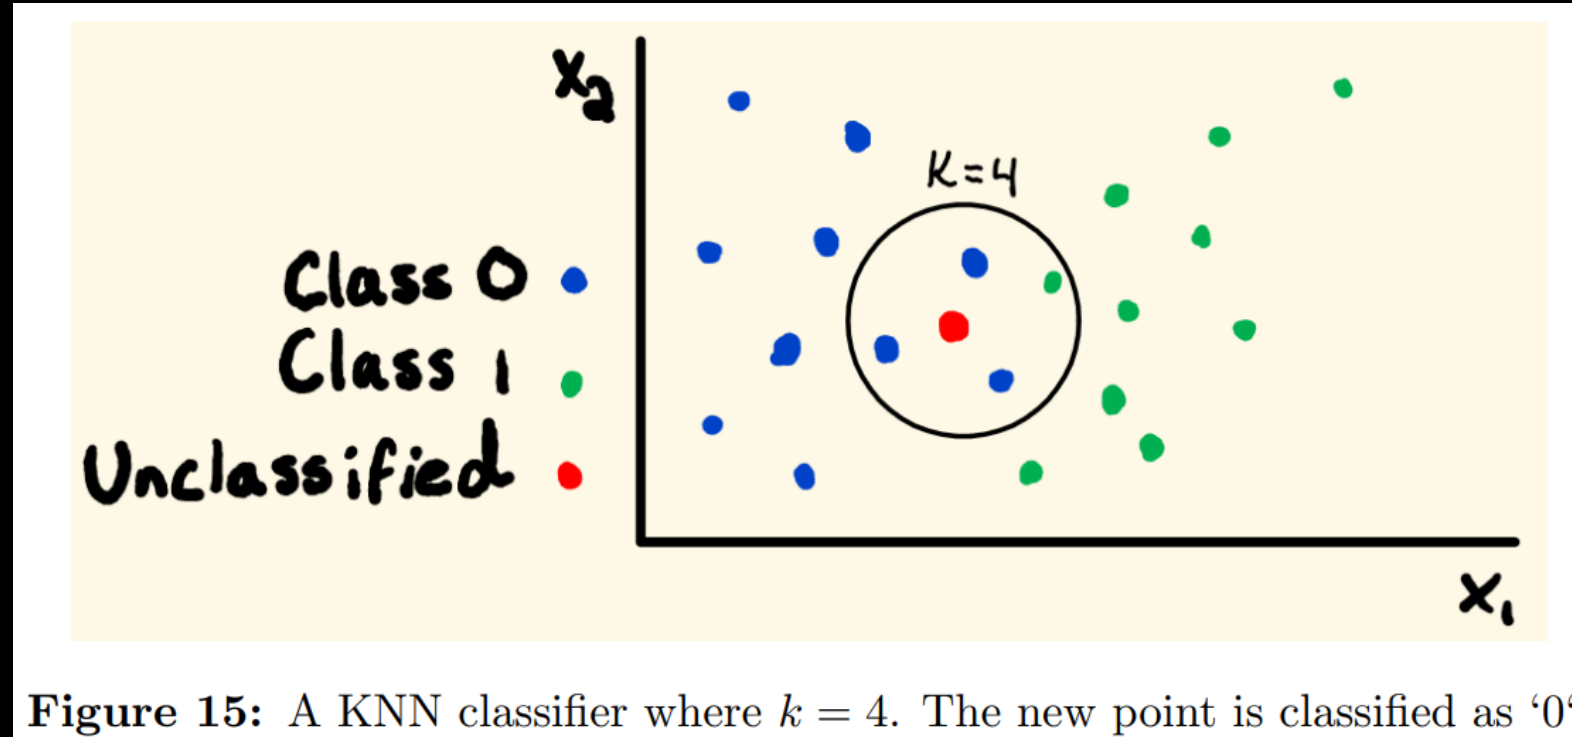 X₂
K=4
Class 0
Class 1
Unclassified
X₁
Figure 15: A KNN classifier where k = 4. The new point is classified as ‘0‘